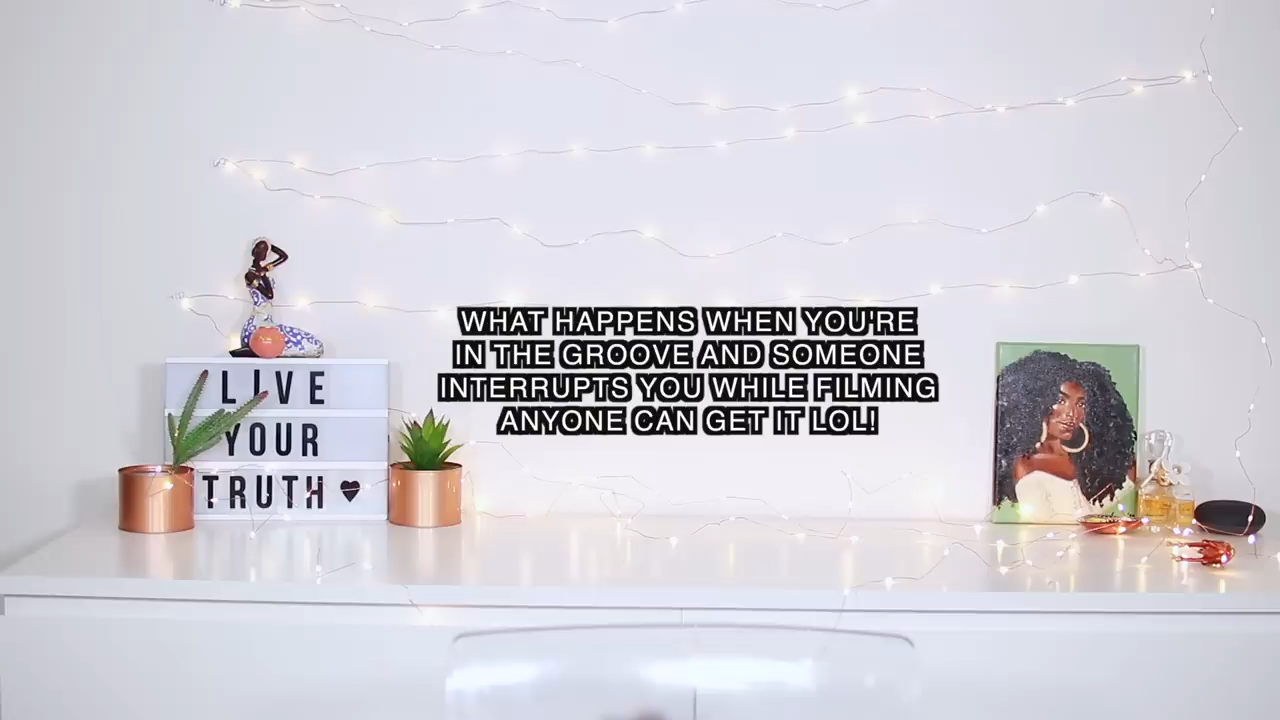 WHAT HAPPENS WHEN YOU'RE
IN THE GROOVE AND SOMEONE
INTERRUPTS YOU WHILE FILMING
ANYONE CAN GET IT LOL!
LIVE
YOUR
TRUTH ♥